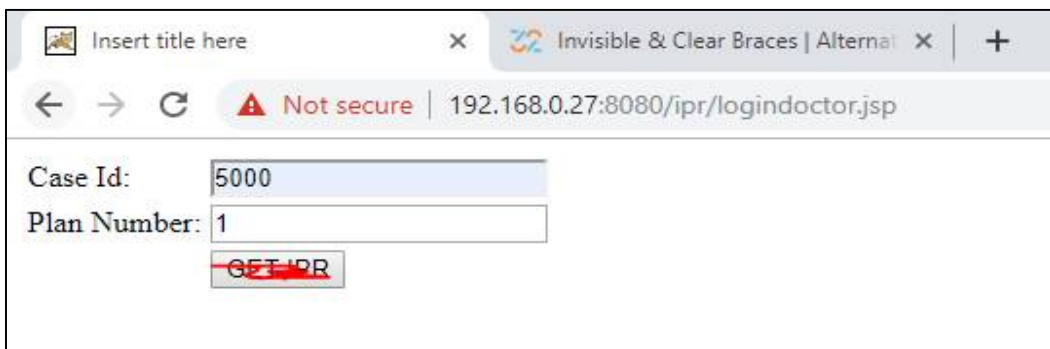 Insert title here
Invisible & Clear Braces | Alternat
Not secure | 192.168.0.27:8080/ipr/logindoctor.jsp
Case Id: 5000
Plan Number: 1
GET IPR